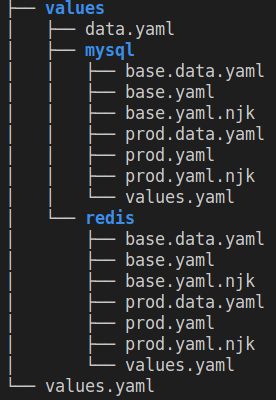 ├── values
│   ├── data.yaml
│   ├── mysql
│   │   ├── base.data.yaml
│   │   ├── base.yaml
│   │   ├── base.yaml.njk
│   │   ├── prod.data.yaml
│   │   ├── prod.yaml
│   │   ├── prod.yaml.njk
│   │   └── values.yaml
│   └── redis
│       ├── base.data.yaml
│       ├── base.yaml
│       ├── base.yaml.njk
│       ├── prod.data.yaml
│       ├── prod.yaml
│       ├── prod.yaml.njk
│       └── values.yaml
└── values.yaml